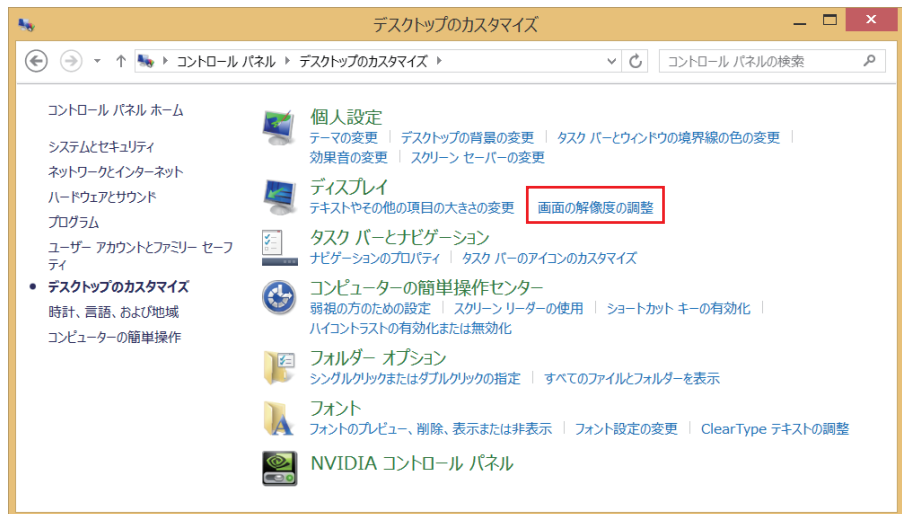 デスクトップのカスタマイズ
コントロール パネル デスクトップのカスタマイズ
コントロール パネルの検索
コントロール パネル ホーム
システムとセキュリティ
ネットワークとインターネット
ハードウェアとサウンド
プログラム
ユーザー アカウントとファミリー セーフ
ティ
デスクトップのカスタマイズ
時計、言語、および地域
コンピューターの簡単操作
個人設定
テーマの変更 デスクトップの背景の変更 タスク バーとウィンドウの境界線の色の変更
効果音の変更 スクリーン セーバーの変更
ディスプレイ
テキストやその他の項目の大きさの変更 画面の解像度の調整
タスク バーとナビゲーション
ナビゲーションのプロパティ タスク バーのアイコンのカスタマイズ
コンピューターの簡単操作センター
弱視の方のための設定 スクリーン リーダーの使用 ショートカット キーの有効化
ハイコントラストの有効化または無効化
フォルダー オプション
シングルクリックまたはダブルクリックの指定 すべてのファイルとフォルダーを表示
フォント
フォントのプレビュー、削除、表示または非表示 フォント設定の変更 ClearType テキストの調整
NVIDIA コントロール パネル